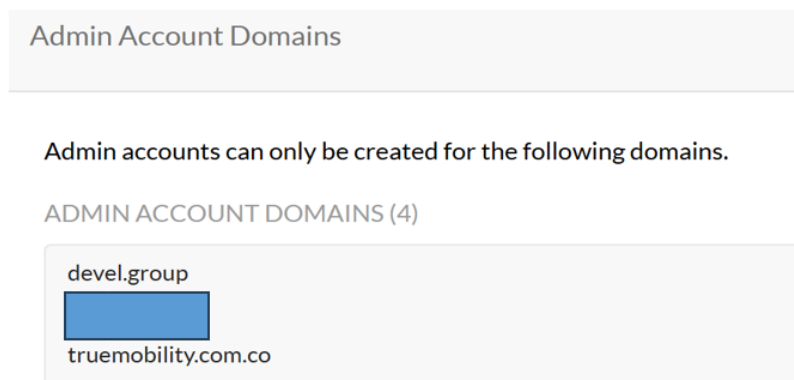 Admin Account Domains
Admin accounts can only be created for the following domains.
ADMIN ACCOUNT DOMAINS (4)
devel.group
truemobility.com.co